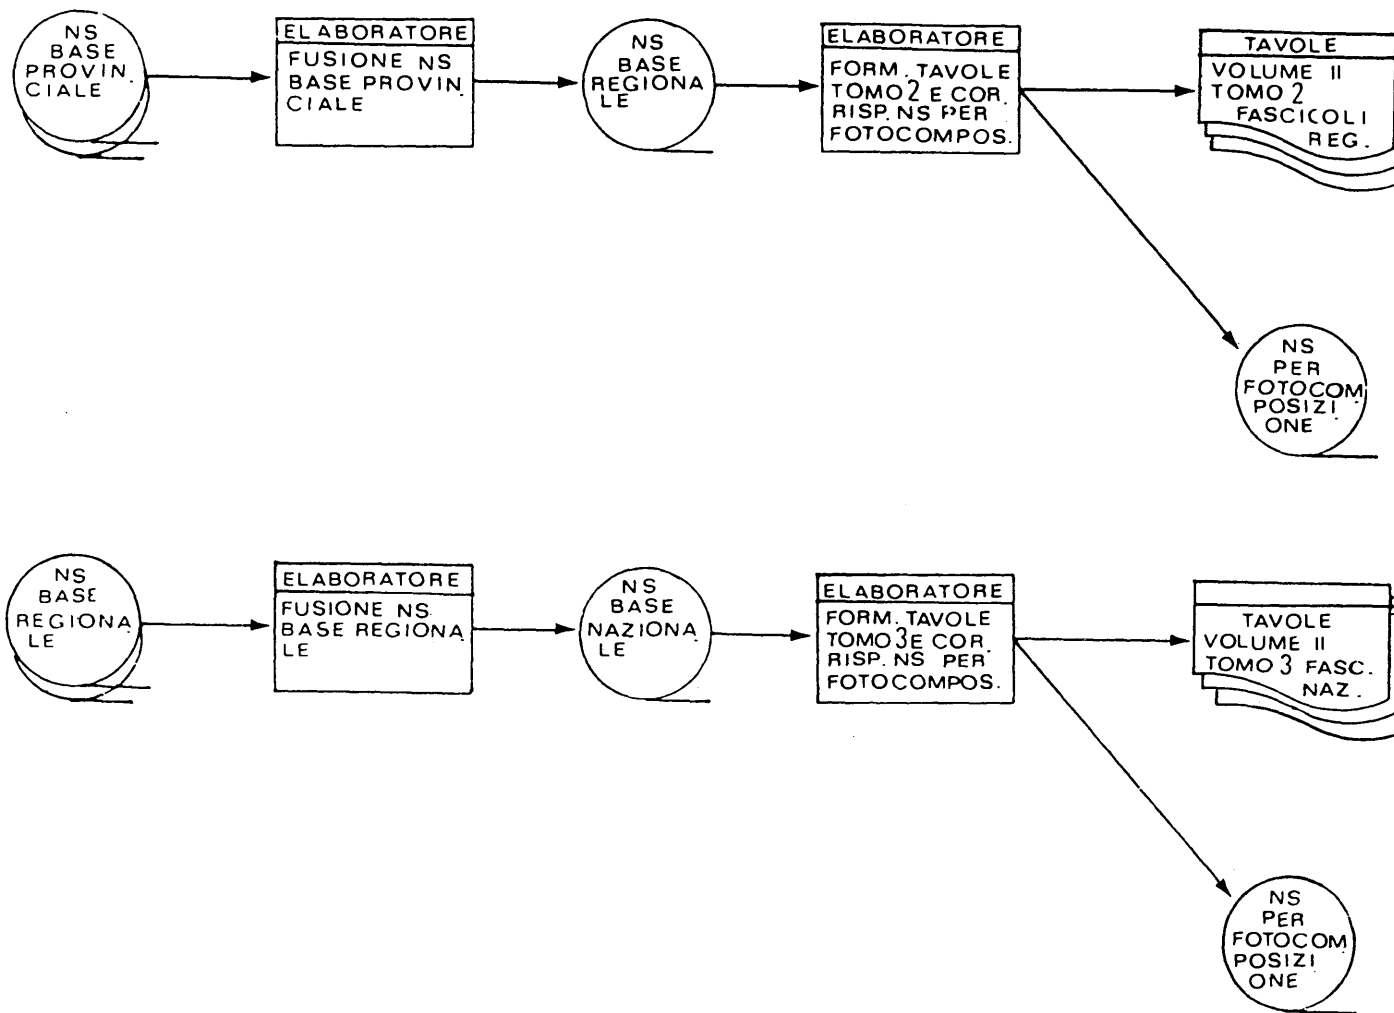 NS
BASE
PROVIN.
CIALE
ELABORATORE
FUSIONE NS
BASE PROVIN.
CIALE
NS
BASE
REGIONA
LE
ELABORATORE
FORM. TAVOLE
TOMO 2 E COR.
RISP. NS PER
FOTOCOMPOS.
TAVOLE
VOLUME II
TOMO 2
FASCICOLI
REG.
NS
PER
FOTOCOM
POSIZI
ONE
NS
BASE
REGIONA
LE
ELABORATORE
FUSIONE NS.
BASE REGIONA
LE
NS
BASE
NAZIONA
LE
ELABORATORE
FORM. TAVOLE
TOMO 3 E COR.
RISP. NS PER
FOTOCOMPOS.
TAVOLE
VOLUME II
TOMO 3 FASC.
NAZ.
NS
PER
FOTOCOM
POSIZI
ONE